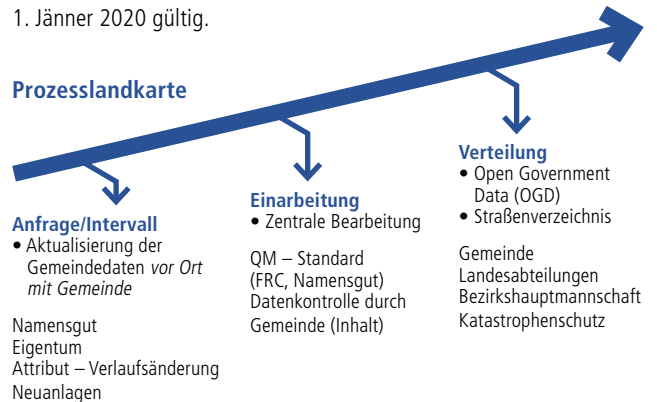 1. Jänner 2020 gültig.
Prozesslandkarte
Anfrage/Intervall
• Aktualisierung der
Gemeindedaten vor Ort
mit Gemeinde
Namensgut
Eigentum
Attribut – Verlaufsänderung
Neuanlagen
Einarbeitung
• Zentrale Bearbeitung
QM – Standard
(FRC, Namensgut)
Datenkontrolle durch
Gemeinde (Inhalt)
Verteilung
• Open Government
Data (OGD)
• Straßenverzeichnis
Gemeinde
Landesabteilungen
Bezirkshauptmannschaft
Katastrophenschutz